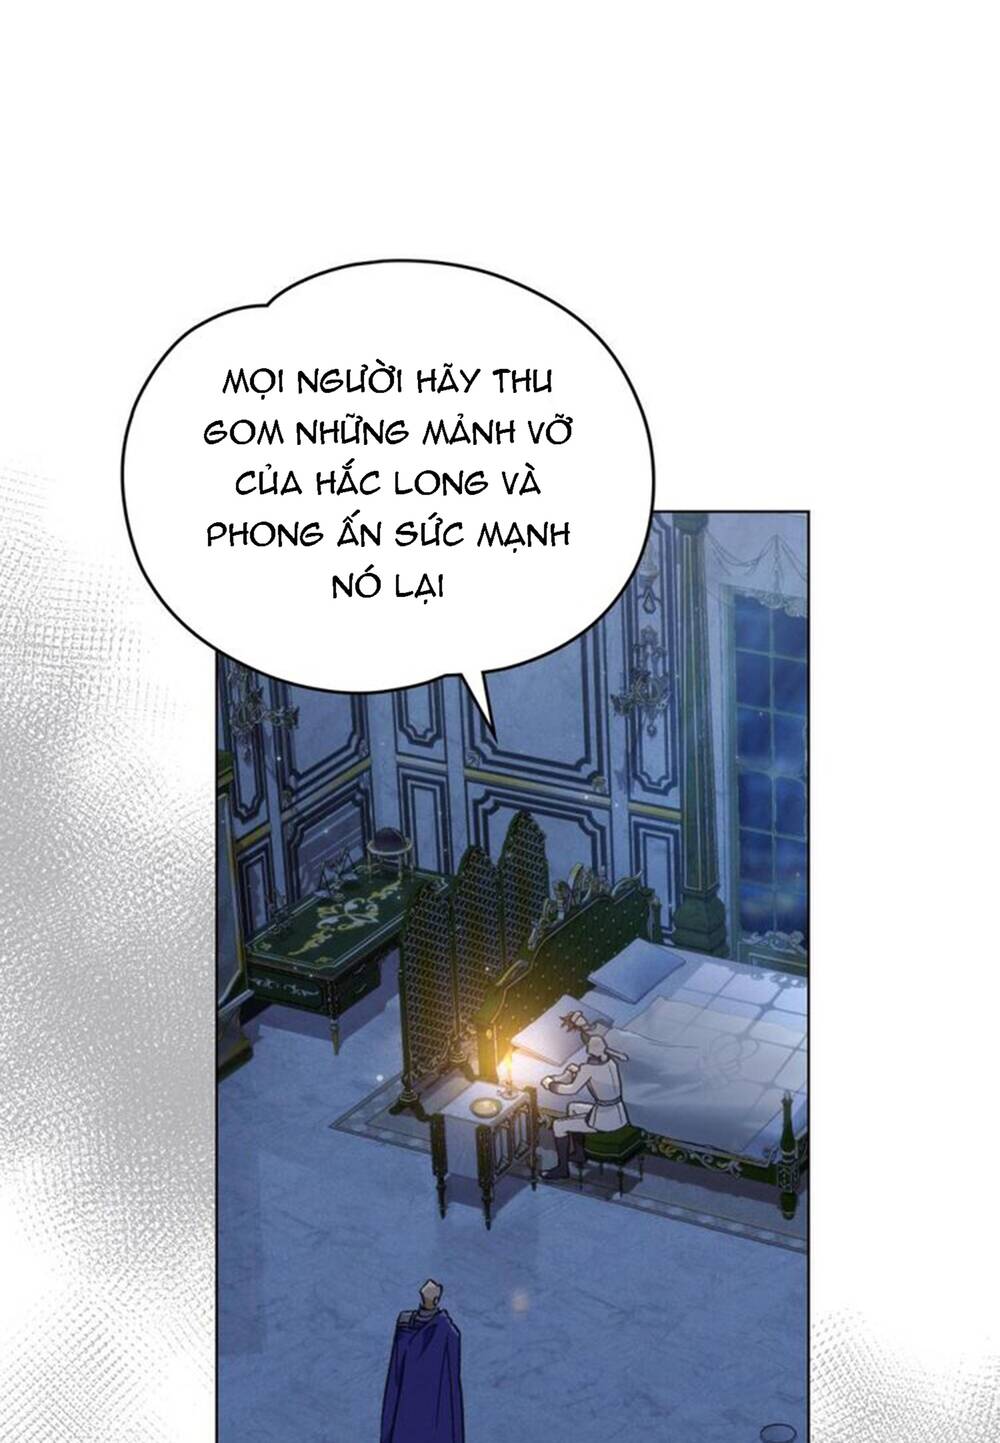 MỌI NGƯỜI HÃY THU
GOM NHỮNG MẢNH VỠ
CỦA HẮC LONG VÀ
PHONG ẤN SỨC MẠNH
NÓ LẠI